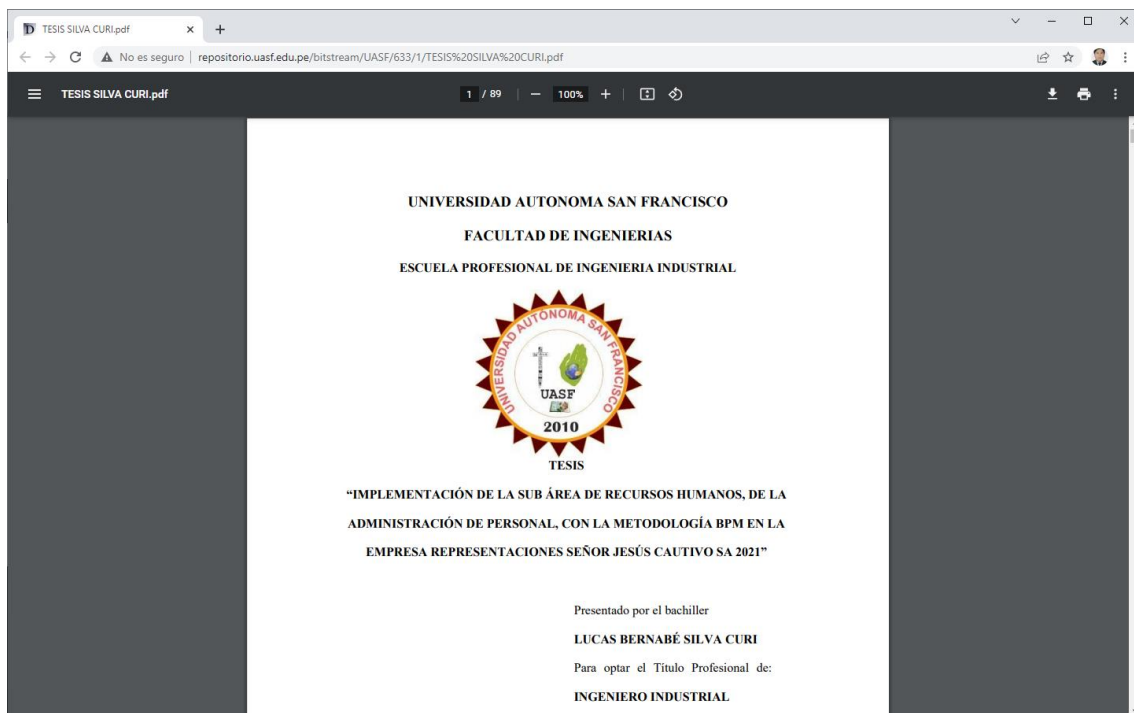 TESIS SILVA CURI.pdf
No es seguro | repositorio.uasf.edu.pe/bitstream/UASF/633/1/TESIS%20SILVA%20CURI.pdf
TESIS SILVA CURI.pdf
1 / 89
100%
UNIVERSIDAD AUTONOMA SAN FRANCISCO
FACULTAD DE INGENIERIAS
ESCUELA PROFESIONAL DE INGENIERIA INDUSTRIAL
UNIVERSIDAD AUTÓNOMA SAN FRANCISCO
UASF
2010
TESIS
“IMPLEMENTACIÓN DE LA SUB ÁREA DE RECURSOS HUMANOS, DE LA
ADMINISTRACIÓN DE PERSONAL, CON LA METODOLOGÍA BPM EN LA
EMPRESA REPRESENTACIONES SEÑOR JESÚS CAUTIVO SA 2021”
Presentado por el bachiller
LUCAS BERNABÉ SILVA CURI
Para optar el Título Profesional de:
INGENIERO INDUSTRIAL